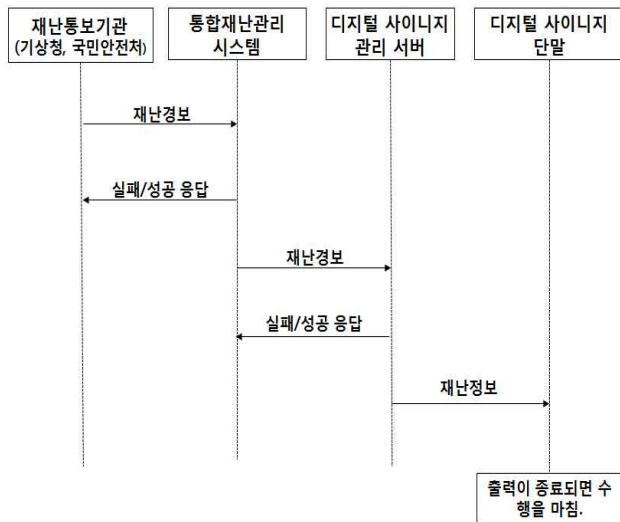 재난통보기관
(기상청, 국민안전처)
통합재난관리
시스템
디지털 사이니지
관리 서버
디지털 사이니지
단말
재난경보
실패/성공 응답
재난경보
실패/성공 응답
재난정보
출력이 종료되면 수
행을 마침.